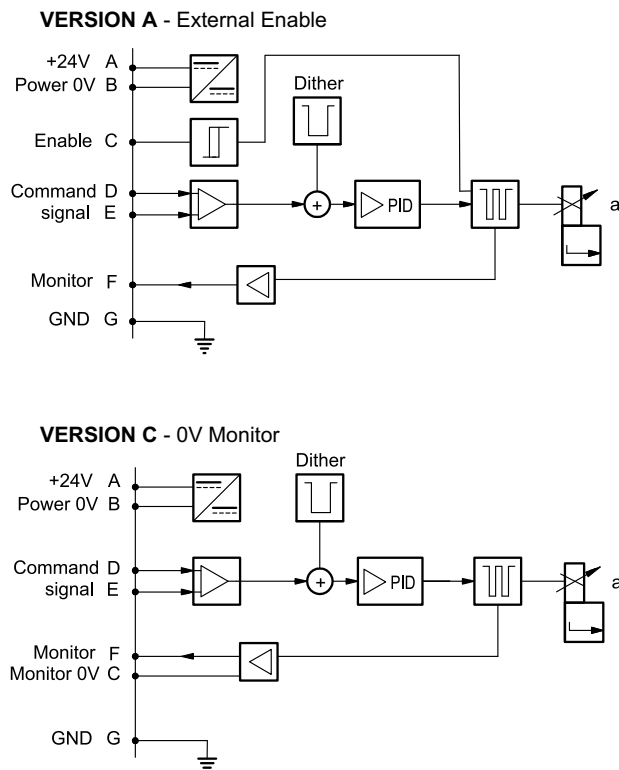 VERSION A - External Enable
+24V A
Power 0V B
Dither
Enable C
Command D
signal E
+
PID
a
Monitor F
GND G
VERSION C - 0V Monitor
+24V A
Power 0V B
Dither
Command D
signal E
+
PID
a
Monitor F
Monitor 0V C
GND G